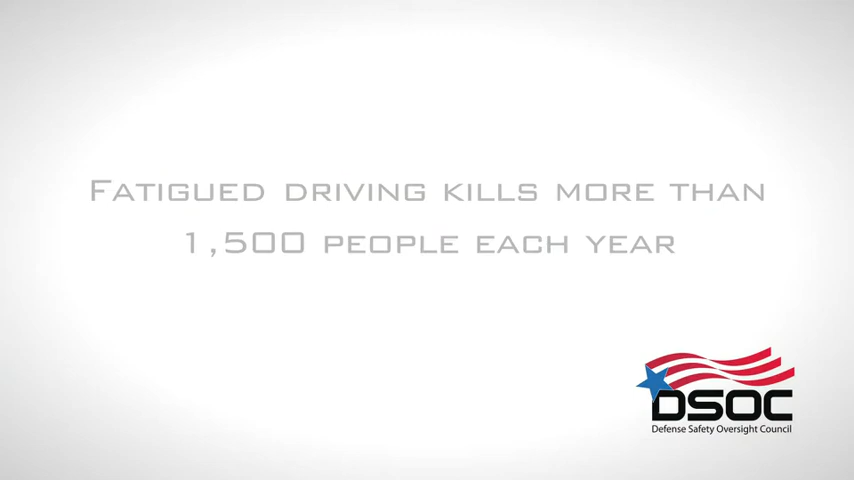 Fatigued driving kills more than
1,500 people each year
DSOC
Defense Safety Oversight Council